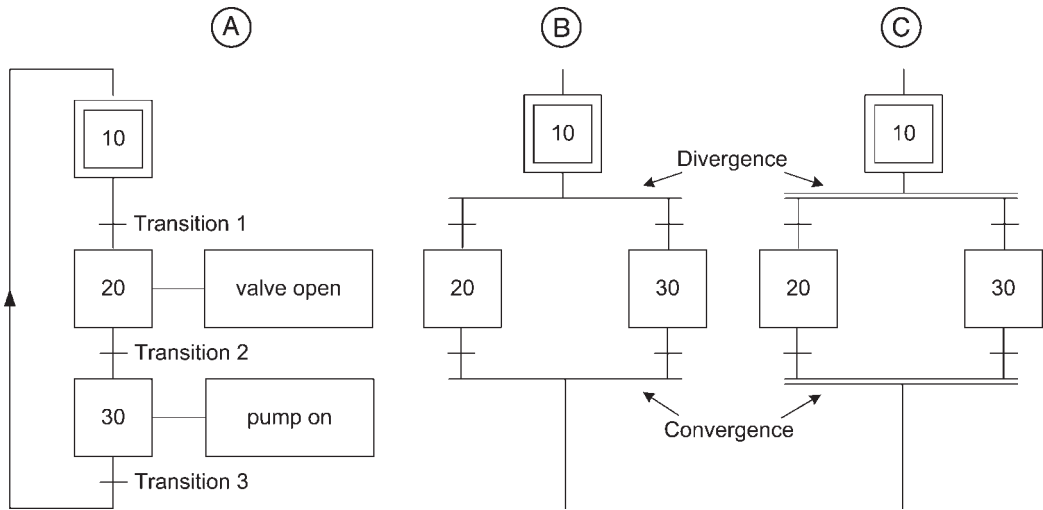 A
B
C
10
Transition 1
20
valve open
Transition 2
30
pump on
Transition 3
10
Divergence
10
20
30
20
30
Convergence